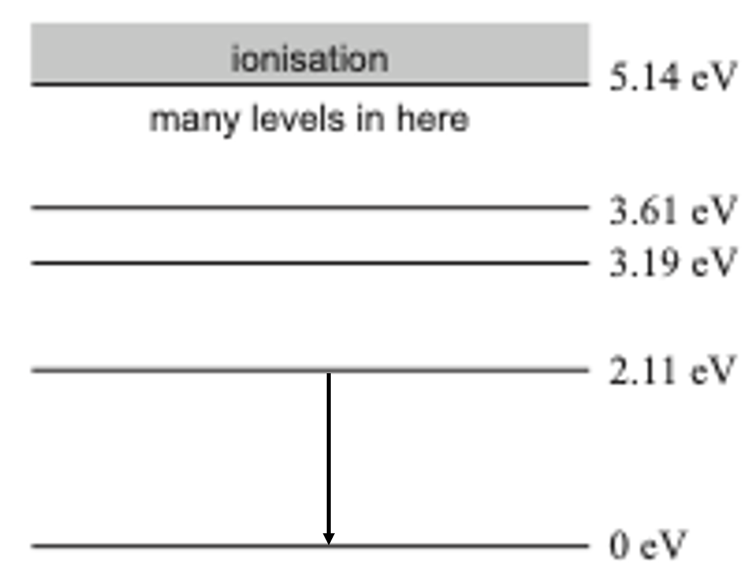 ionisation
5.14 eV
many levels in here
3.61 eV
3.19 eV
2.11 eV
0 eV